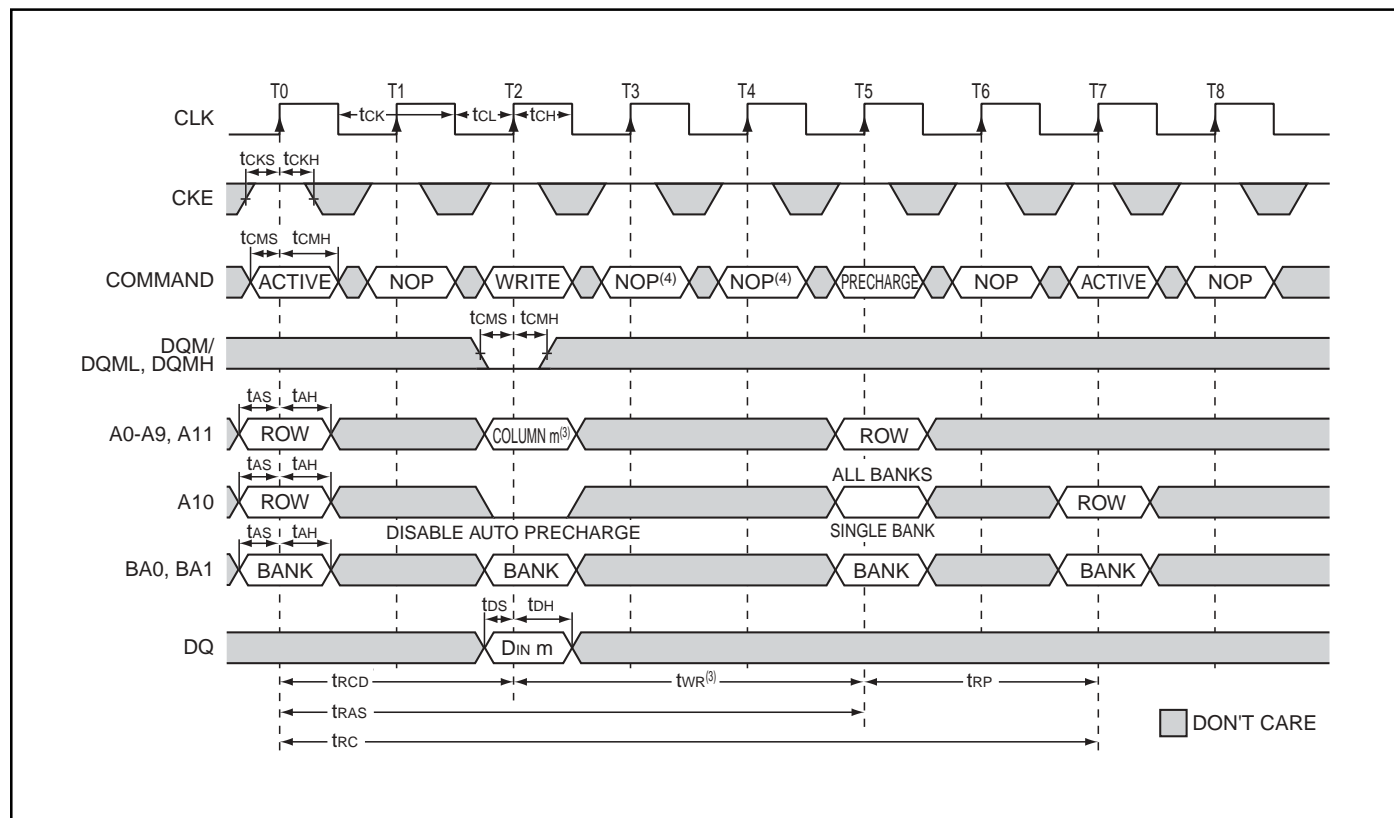 T0 T1 T2 T3 T4 T5 T6 T7 T8
CLK tCK tCL tCH
tCKS tCKH
CKE
tCMS tCMH
COMMAND ACTIVE NOP WRITE NOP(4) NOP(4) PRECHARGE NOP ACTIVE NOP
tCMS tCMH
DQM/
DQML, DQMH
tAS tAH
A0-A9, A11 ROW COLUMN m(3) ROW
tAS tAH ALL BANKS
A10 ROW ROW
tAS tAH DISABLE AUTO PRECHARGE SINGLE BANK
BA0, BA1 BANK BANK BANK BANK
tDS tDH
DQ DIN m
tRCD tWR(3) tRP
tRAS
DON'T CARE
tRC